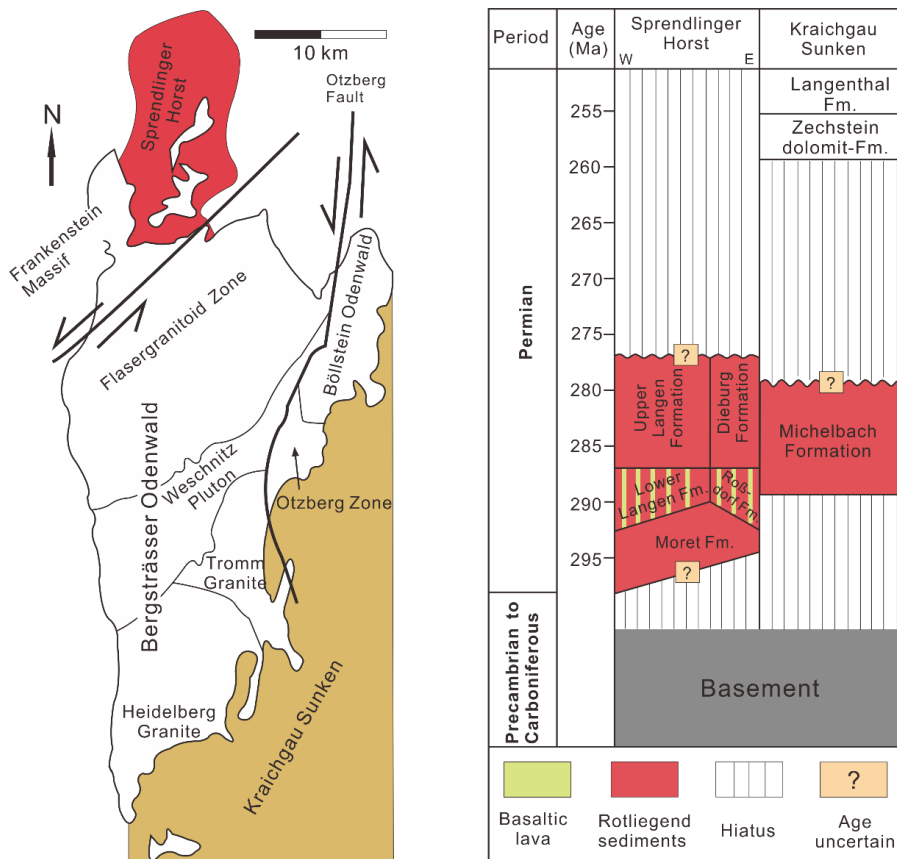 10 km
Otzberg
Fault
N
Sprendlinger
Horst
Frankenstein
Massif
Flasergranitoid Zone
Böllstein Odenwald
Bergsträsser Odenwald
Weschnitz
Pluton
Otzberg Zone
Tromm
Granite
Heidelberg
Granite
Kraichgau Sunken
Period
Age
(Ma)
Sprendlinger
Horst
W
E
Kraichgau
Sunken
Langenthal
Fm.
Zechstein
dolomit-Fm.
255
260
265
270
275
280
285
290
295
Permian
Precambrian to
Carboniferous
?
?
Upper
Langen
Formation
Dieburg
Formation
Michelbach
Formation
Lower
Langen Fm.
Roß-
dorf Fm.
Moret Fm.
?
Basement
?
Basaltic
lava
Rotliegend
sediments
Hiatus
Age
uncertain